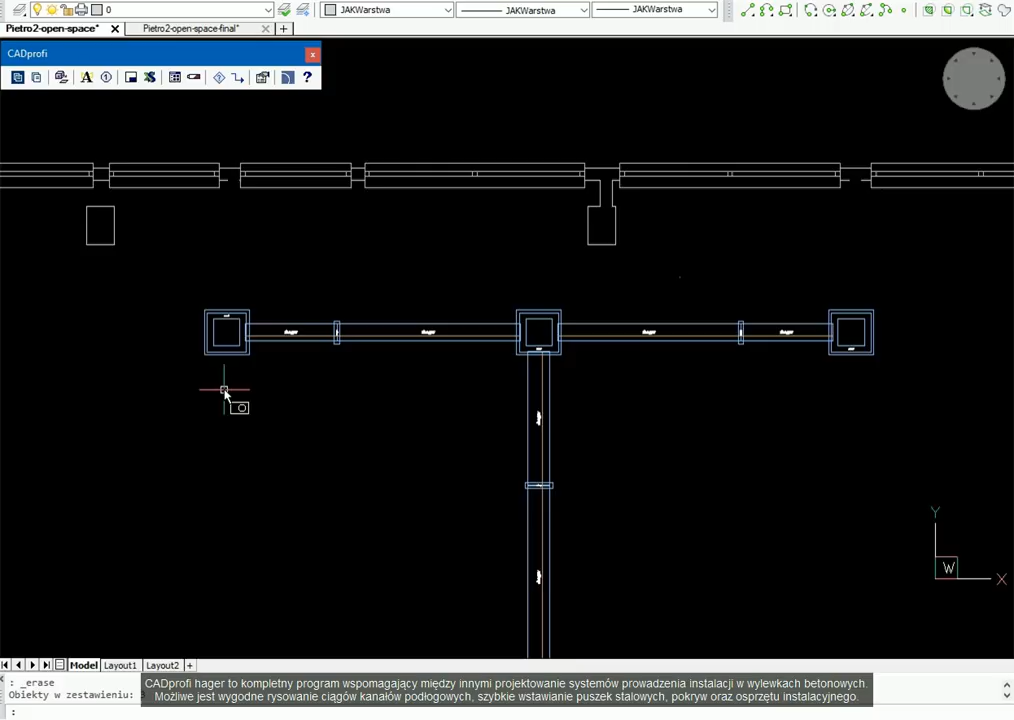 0
JAKWarstwa
JAKWarstwa
JAKWarstwa
Pietro2-open-space*
Pietro2-open-space-final*
CADprofi
Y
W
X
Model
Layout1
Layout2
: _erase
Obiekty w zestawieniu: 3
:
CADprofi hager to kompletny program wspomagający między innymi projektowanie systemów prowadzenia instalacji w wylewkach betonowych.
Możliwe jest wygodne rysowanie ciągów kanałów podłogowych, szybkie wstawianie puszek stalowych, pokryw oraz osprzętu instalacyjnego.